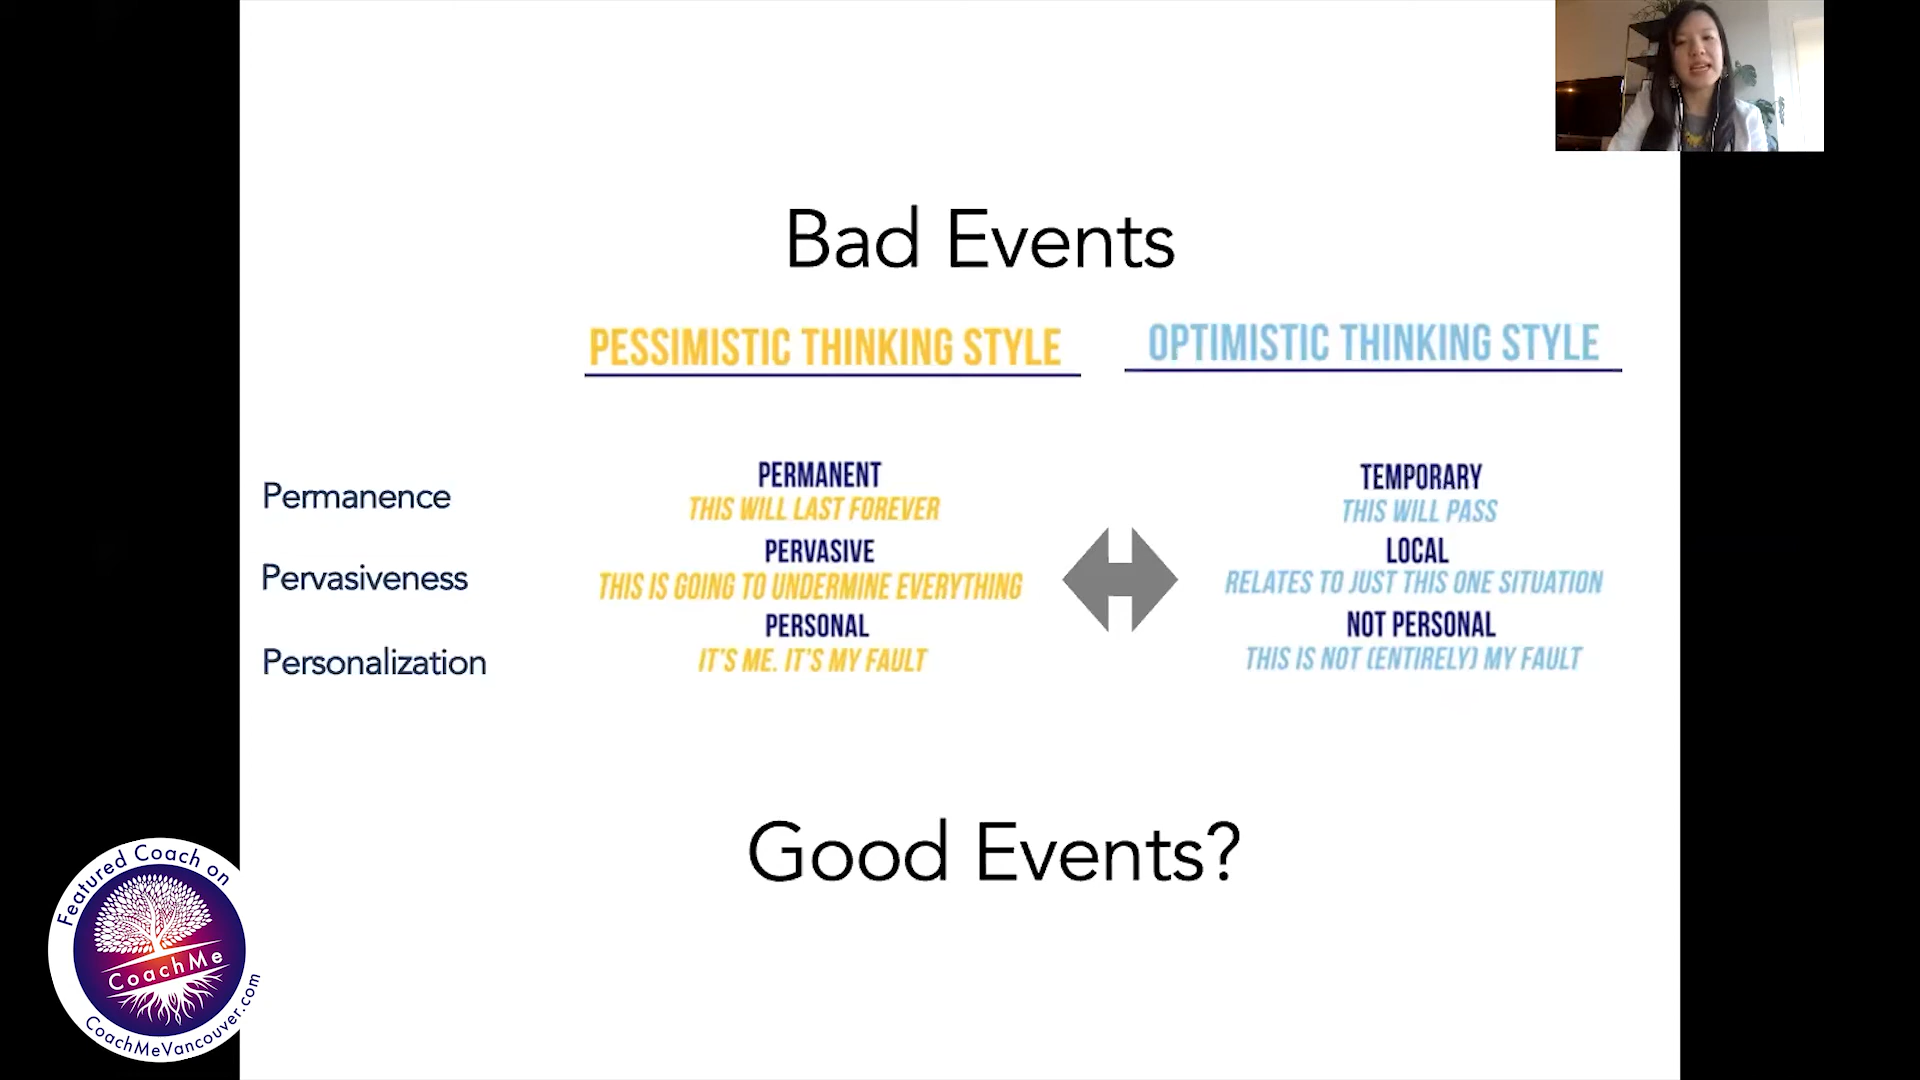 Bad Events
PESSIMISTIC THINKING STYLE
OPTIMISTIC THINKING STYLE
Permanence
PERMANENT
THIS WILL LAST FOREVER
TEMPORARY
THIS WILL PASS
Pervasiveness
PERVASIVE
THIS IS GOING TO UNDERMINE EVERYTHING
LOCAL
RELATES TO JUST THIS ONE SITUATION
Personalization
PERSONAL
IT'S ME. IT'S MY FAULT
NOT PERSONAL
THIS IS NOT (ENTIRELY) MY FAULT
Good Events?
Featured Coach on
CoachMe
CoachMeVancouver.com